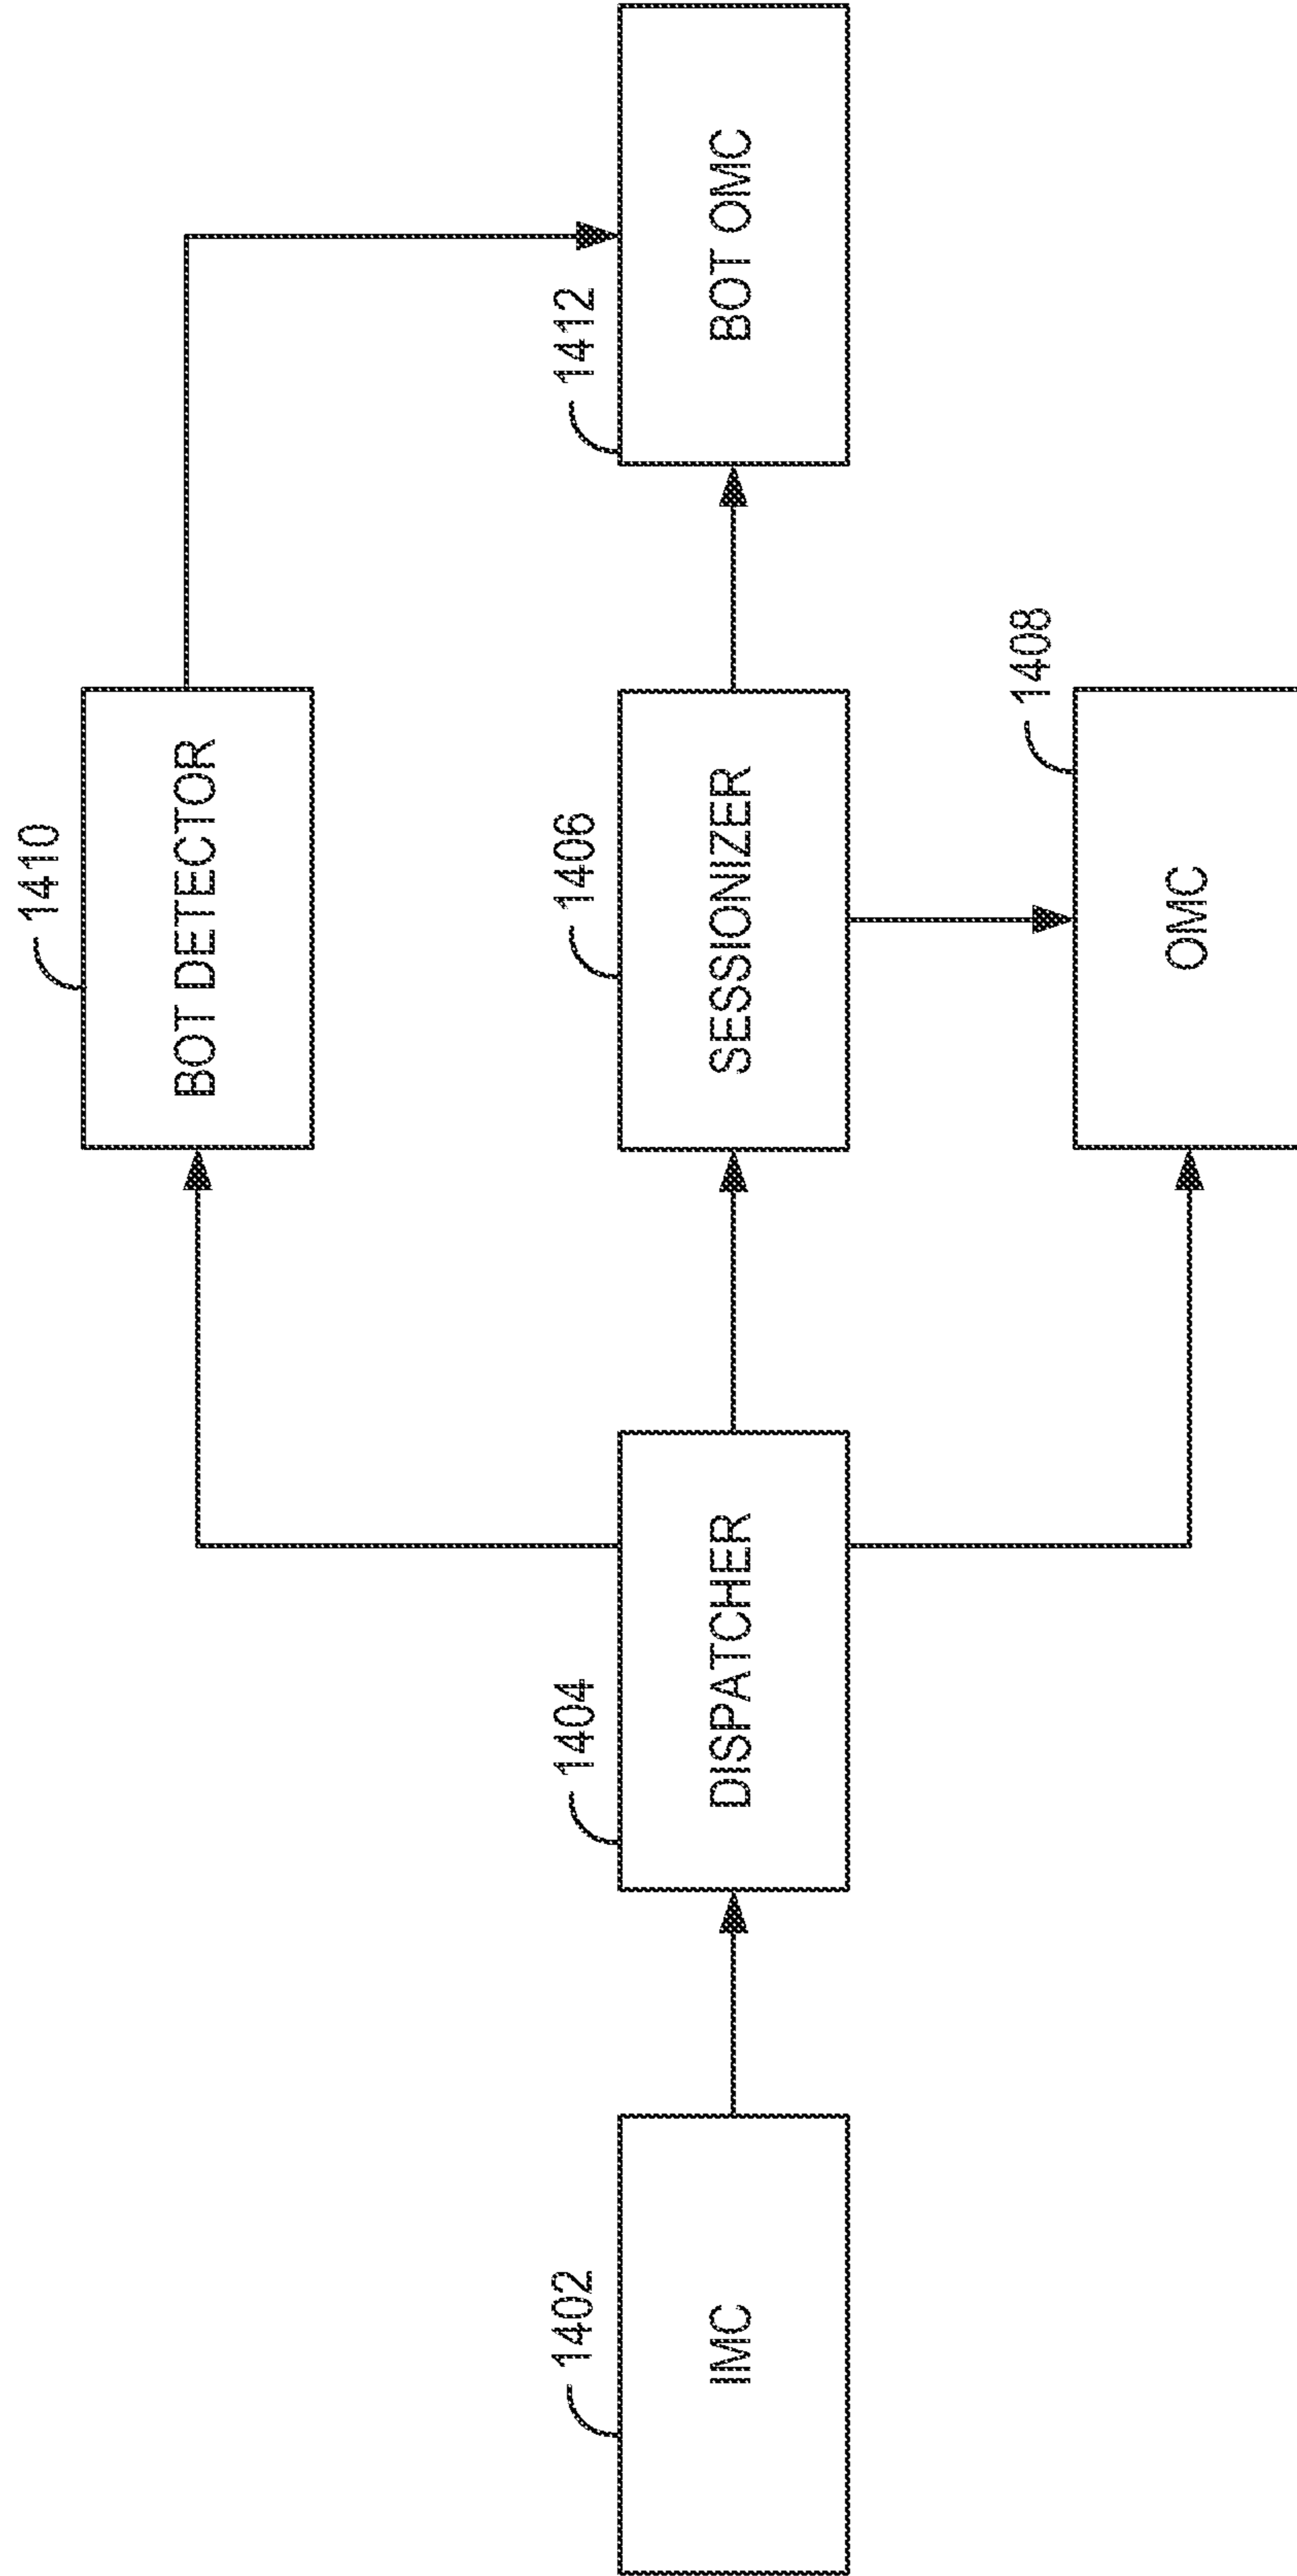 1410
BOT DETECTOR
1402
IMC
1404
DISPATCHER
1406
SESSIONIZER
1412
BOT OMC
1408
OMC